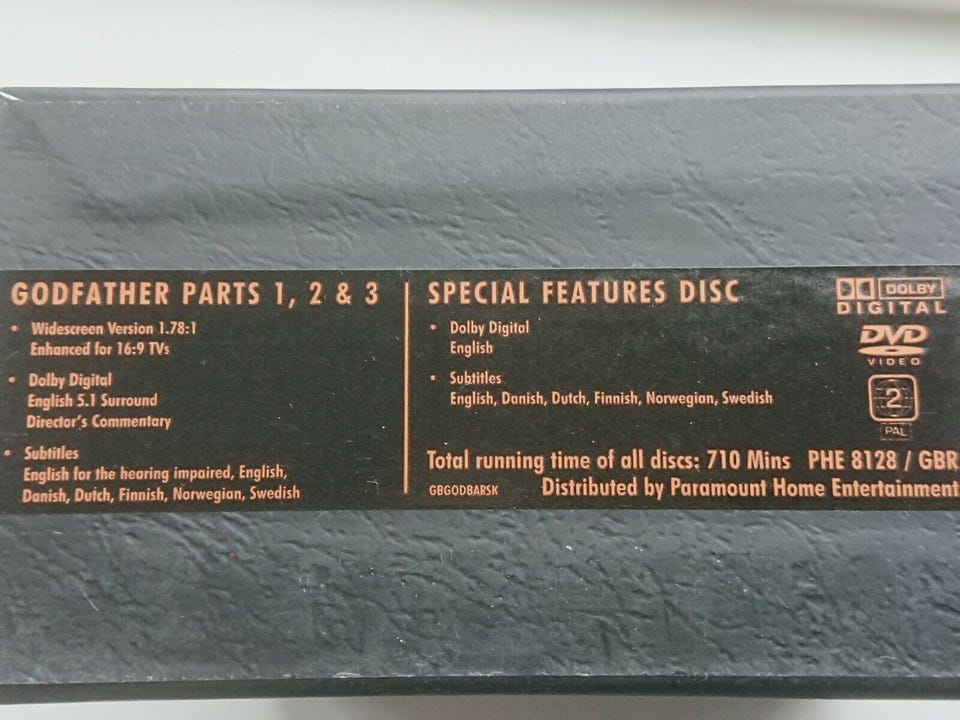 GODFATHER PARTS 1, 2 & 3
• Widescreen Version 1.78:1
Enhanced for 16:9 TVs
• Dolby Digital
English 5.1 Surround
Director's Commentary
• Subtitles
English for the hearing impaired, English,
Danish, Dutch, Finnish, Norwegian, Swedish
SPECIAL FEATURES DISC
• Dolby Digital
English
• Subtitles
English, Danish, Dutch, Finnish, Norwegian, Swedish
DOLBY
DIGITAL
DVD
VIDEO
2
PAL
Total running time of all discs: 710 Mins PHE 8128 / GBR
GBGODBARSK Distributed by Paramount Home Entertainment